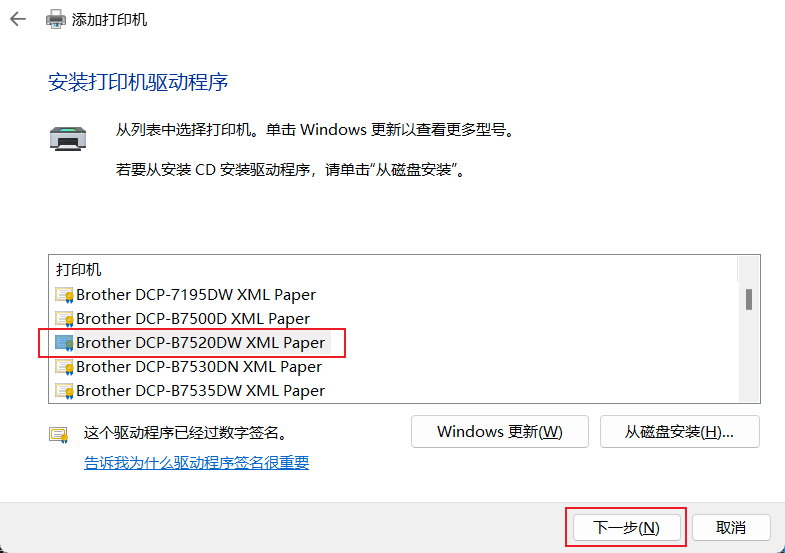 添加打印机
安装打印机驱动程序
从列表中选择打印机。单击 Windows 更新以查看更多型号。
若要从安装 CD 安装驱动程序，请单击“从磁盘安装”。
打印机
Brother DCP-7195DW XML Paper
Brother DCP-B7500D XML Paper
Brother DCP-B7520DW XML Paper
Brother DCP-B7530DN XML Paper
Brother DCP-B7535DW XML Paper
这个驱动程序已经过数字签名。
Windows 更新(W)
从磁盘安装(H)...
告诉我为什么驱动程序签名很重要
下一步(N)
取消